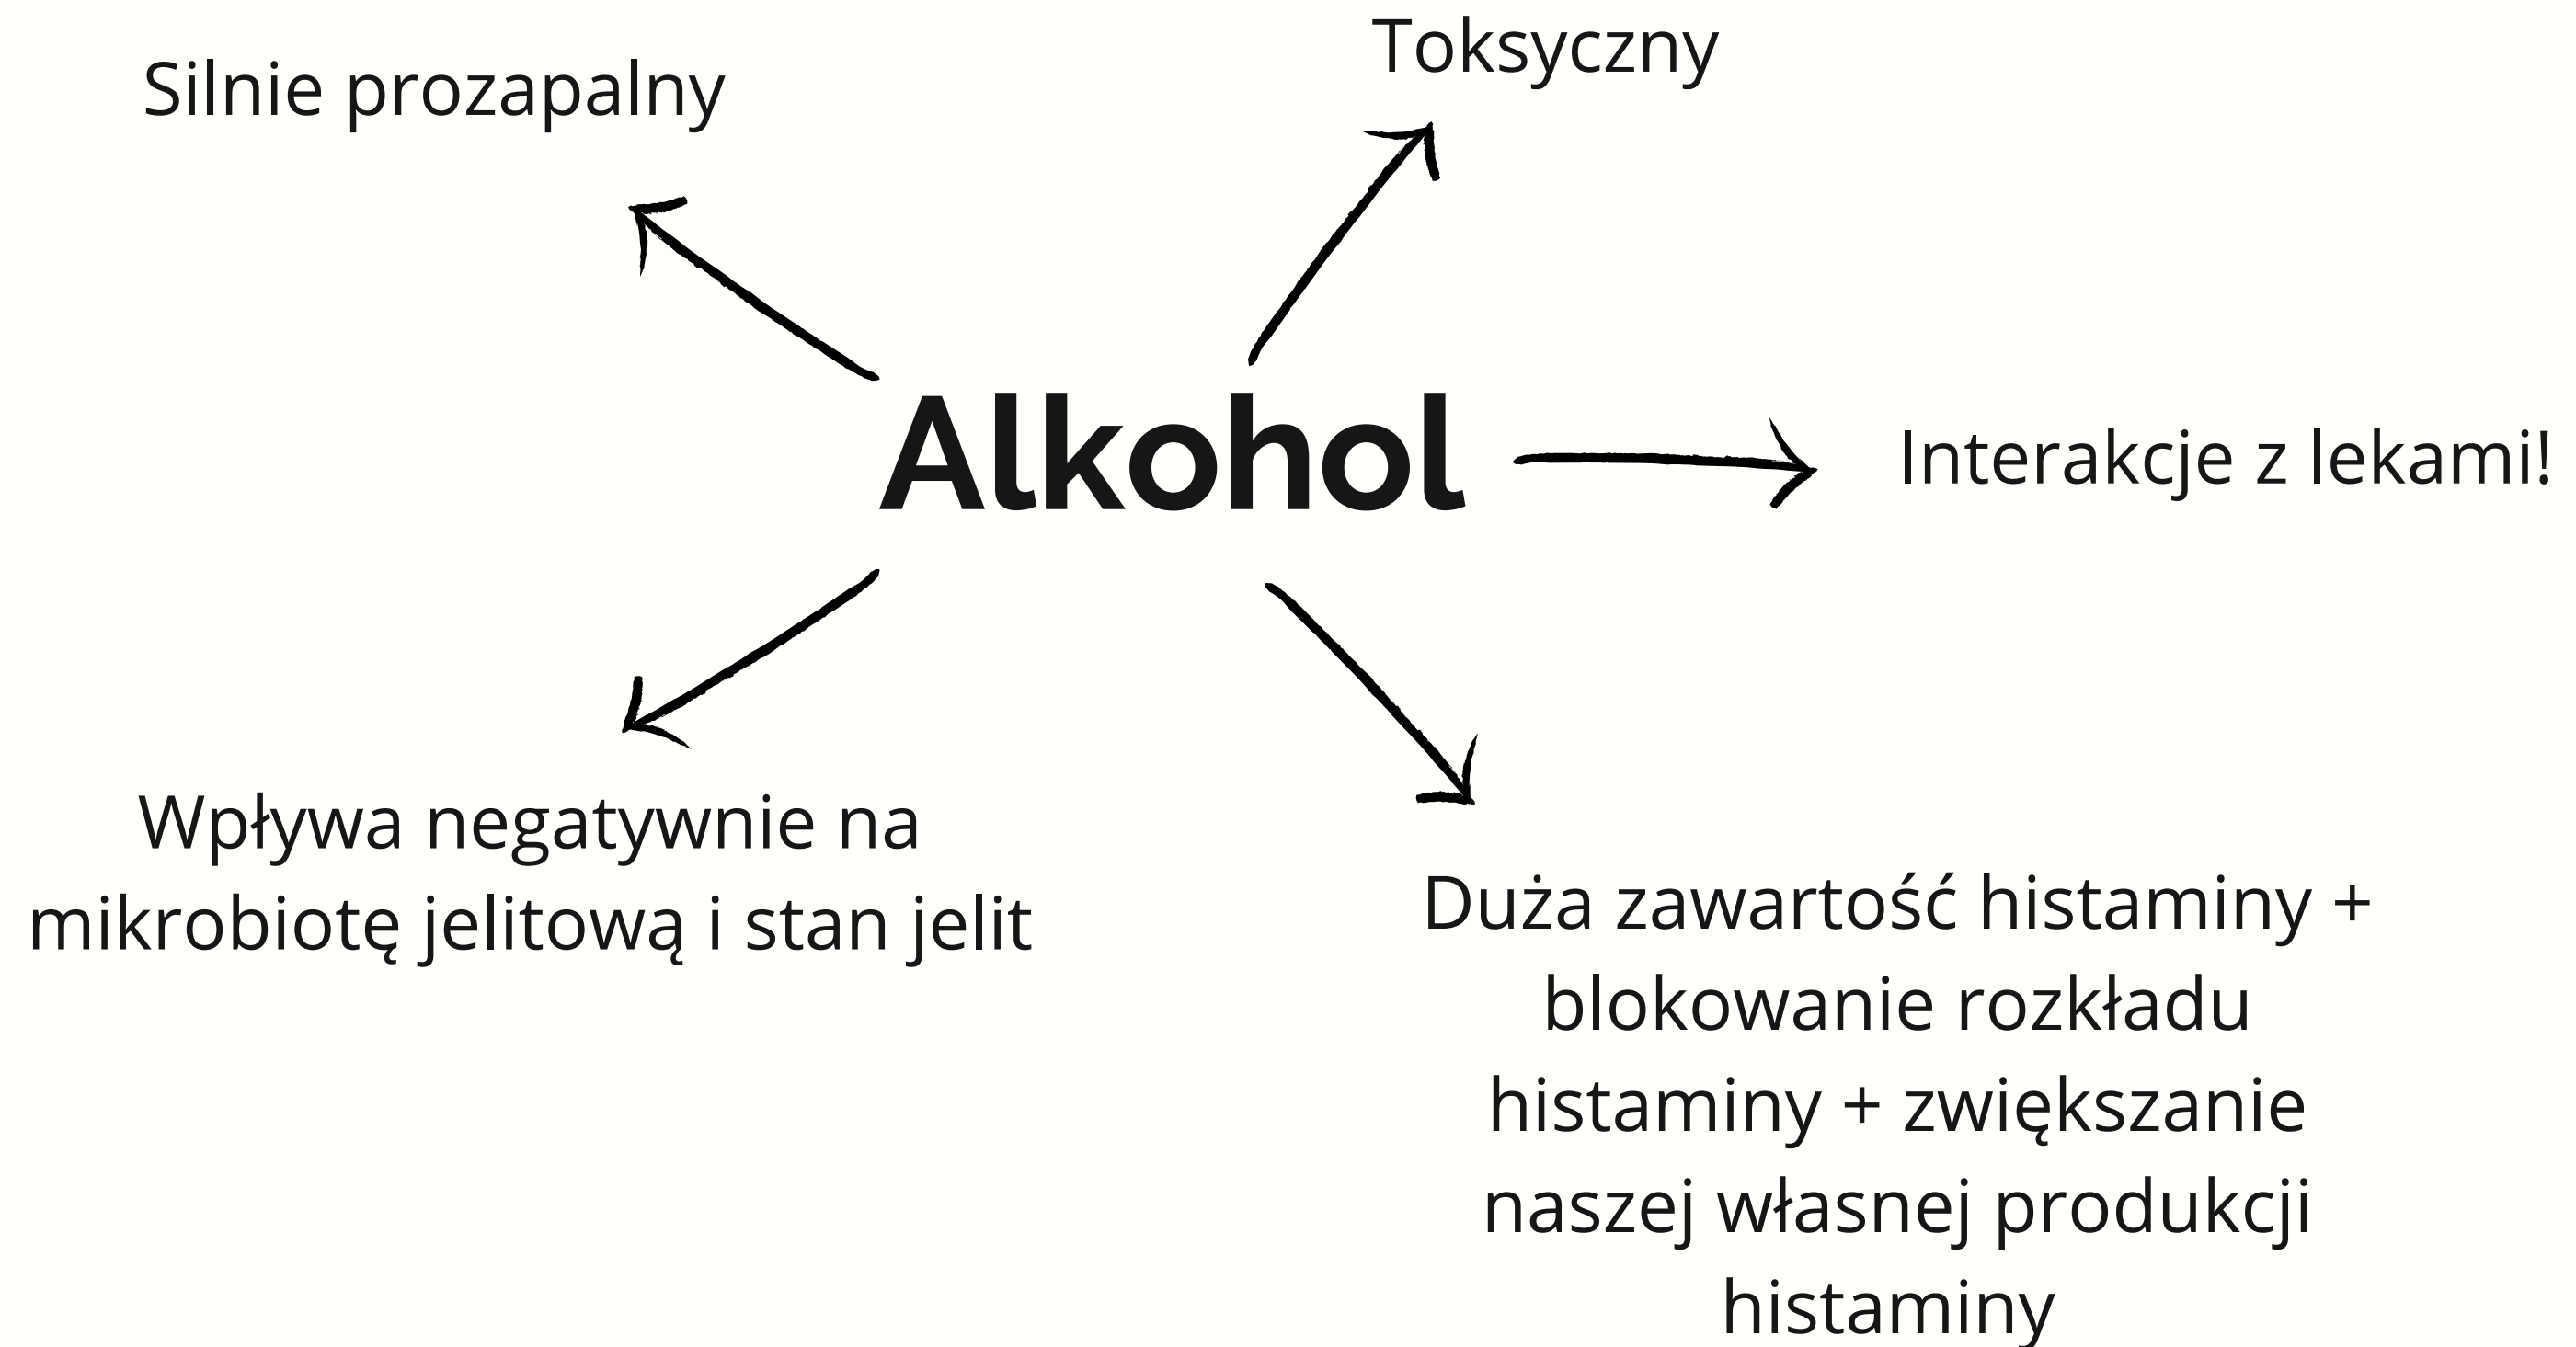 Silnie prozapalny
Toksyczny
Alkohol
Interakcje z lekami!
Wpływa negatywnie na
mikrobiotę jelitową i stan jelit
Duża zawartość histaminy +
blokowanie rozkładu
histaminy + zwiększanie
naszej własnej produkcji
histaminy